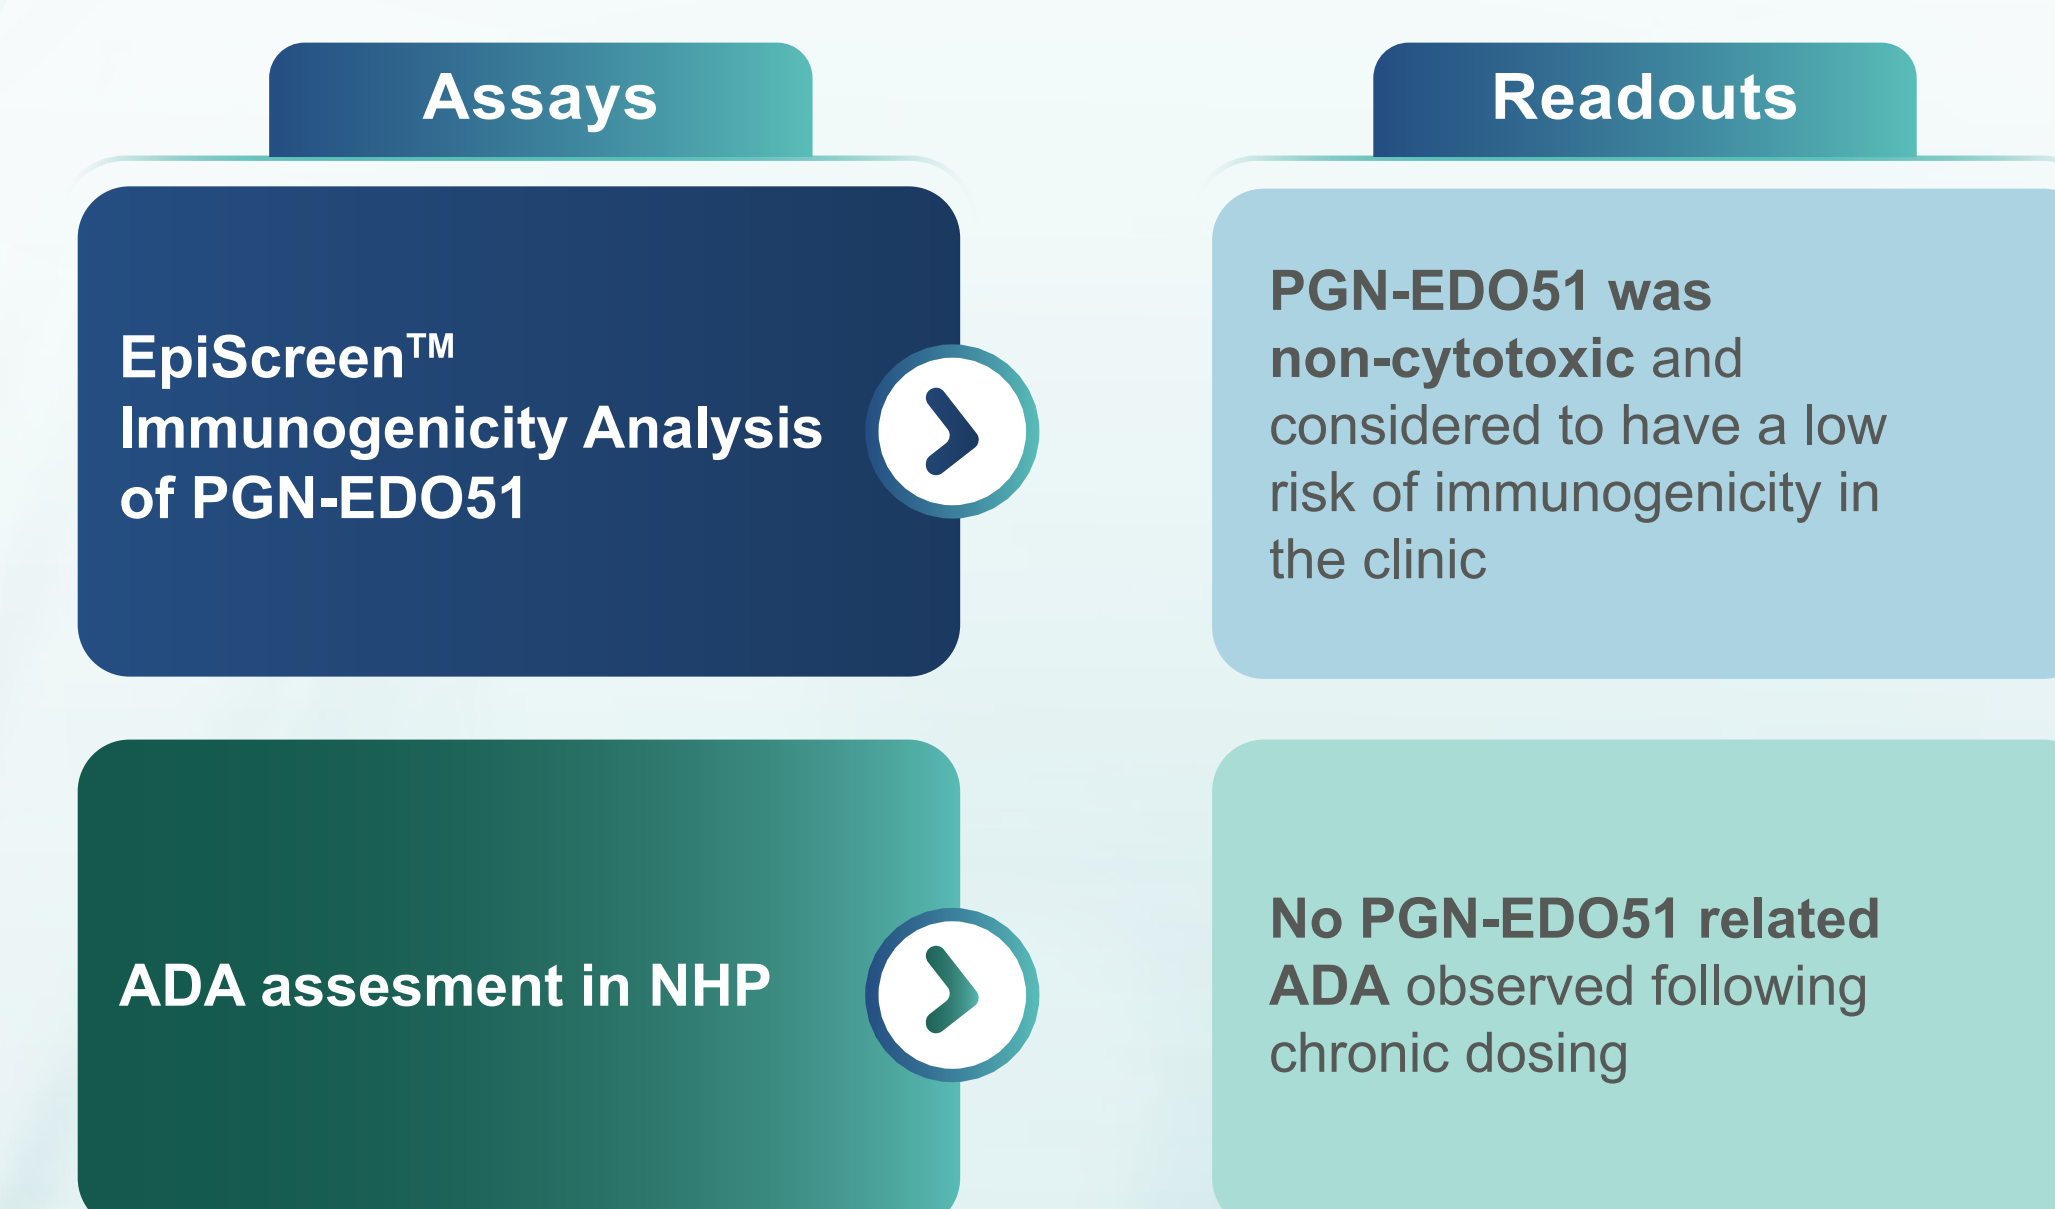 Assays
Readouts
EpiScreen™
Immunogenicity Analysis
of PGN-EDO51
PGN-EDO51 was
non-cytotoxic and
considered to have a low
risk of immunogenicity in
the clinic
ADA assesment in NHP
No PGN-EDO51 related
ADA observed following
chronic dosing